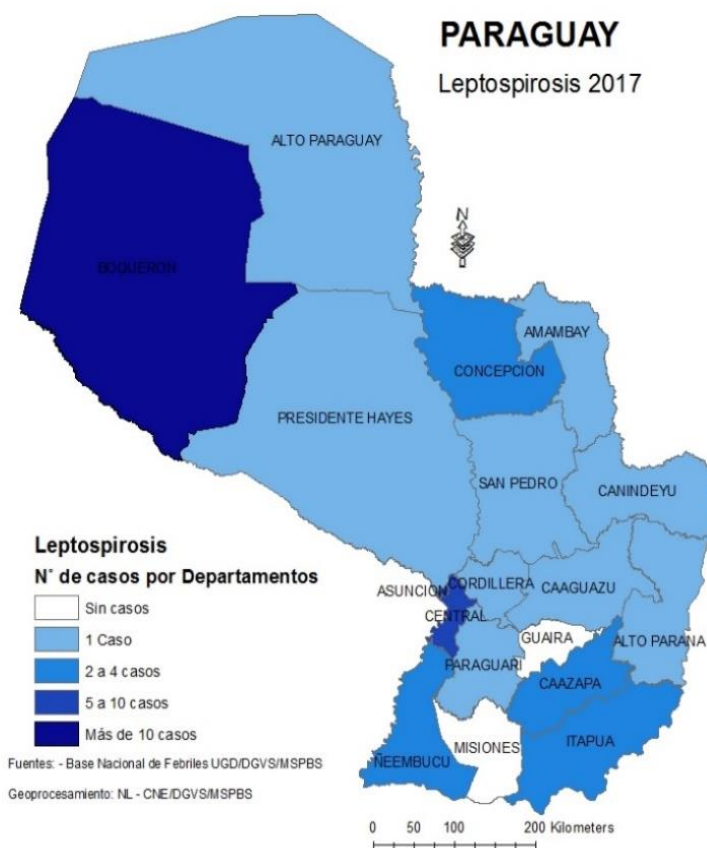 PARAGUAY
Leptospirosis 2017
ALTO PARAGUAY
N
BOQUERON
AMAMBAY
CONCEPCION
PRESIDENTE HAYES
SAN PEDRO
CANINDEYU
Leptospirosis
N° de casos por Departamentos
Sin casos
1 Caso
2 a 4 casos
5 a 10 casos
Más de 10 casos
ASUNCION
CORDILLERA
CAAGUAZU
CENTRAL
GUAIRA
ALTO PARANA
PARAGUARI
CAAZAPA
ÑEEMBUCU
MISIONES
ITAPUA
Fuentes: - Base Nacional de Febriles UGD/DGVS/MSPBS
Geoprocesamiento: NL - CNE/DGVS/MSPBS
0 50 100 200 Kilometers